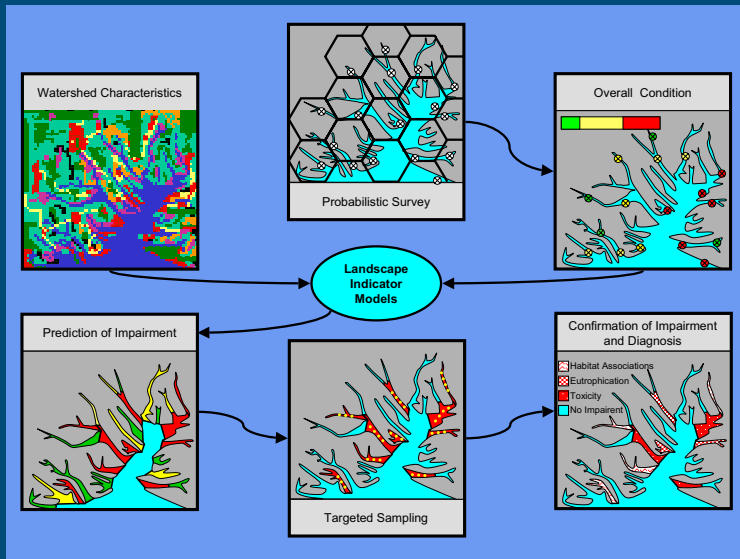 Watershed Characteristics
Probabilistic Survey
Overall Condition
Landscape
Indicator
Models
Prediction of Impairment
Targeted Sampling
Confirmation of Impairment
and Diagnosis
Habitat Associations
Eutrophication
Toxicity
No Impairent